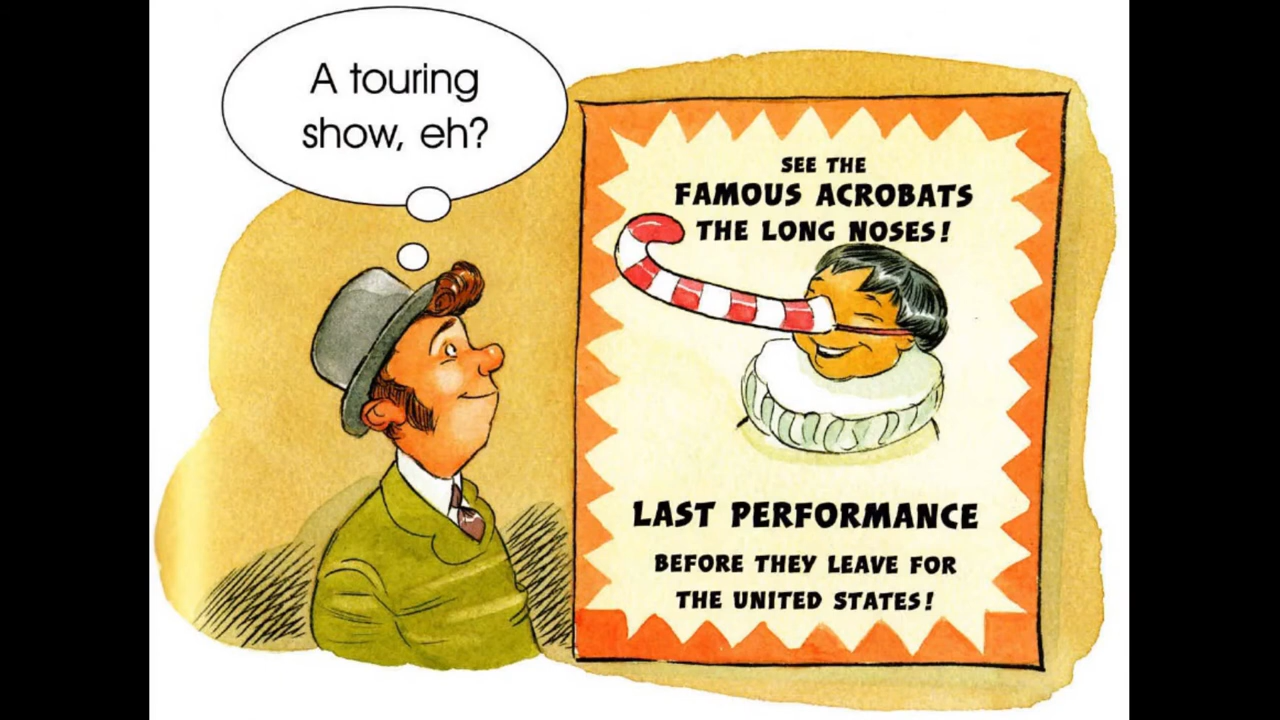 A touring
show, eh?
SEE THE
FAMOUS ACROBATS
THE LONG NOSES!
LAST PERFORMANCE
BEFORE THEY LEAVE FOR
THE UNITED STATES!